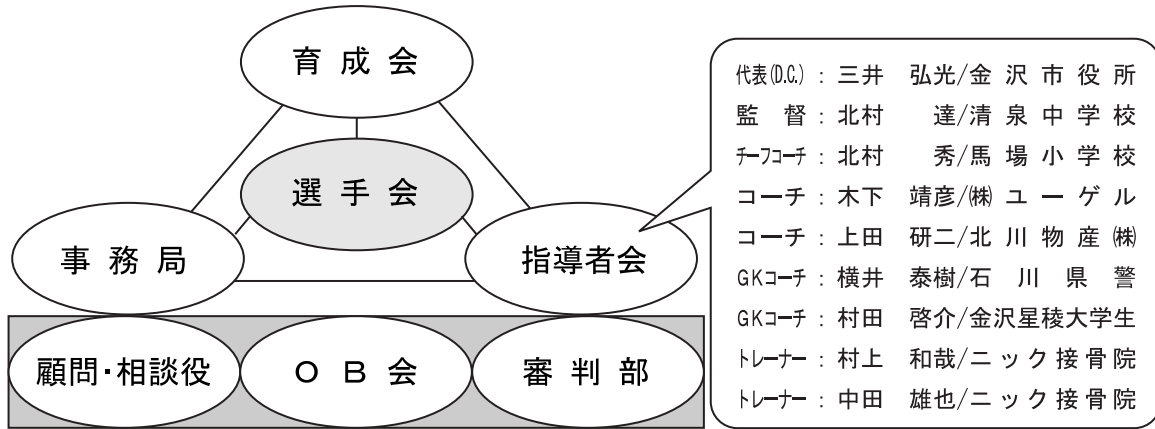 育成会
選手会
事務局
指導者会
顧問・相談役
OB会
審判部
代表(D.C.)：三井 弘光/金沢市役所
監督：北村 達/清泉中学校
チーフコーチ：北村 秀/馬場小学校
コーチ：木下 靖彦/㈱ユーゲル
コーチ：上田 研二/北川物産㈱
GKコーチ：横井 泰樹/石川県警
GKコーチ：村田 啓介/金沢星稜大学生
トレーナー：村上 和哉/ニック接骨院
トレーナー：中田 雄也/ニック接骨院